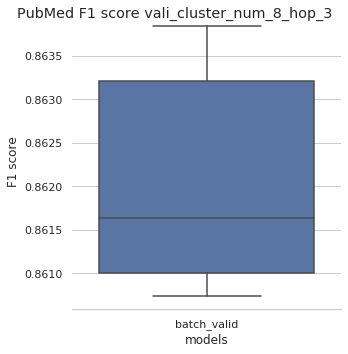 PubMed F1 score vali_cluster_num_8_hop_3
0.8635
0.8630
0.8625
0.8620
0.8615
0.8610
F1 score
batch_valid
models